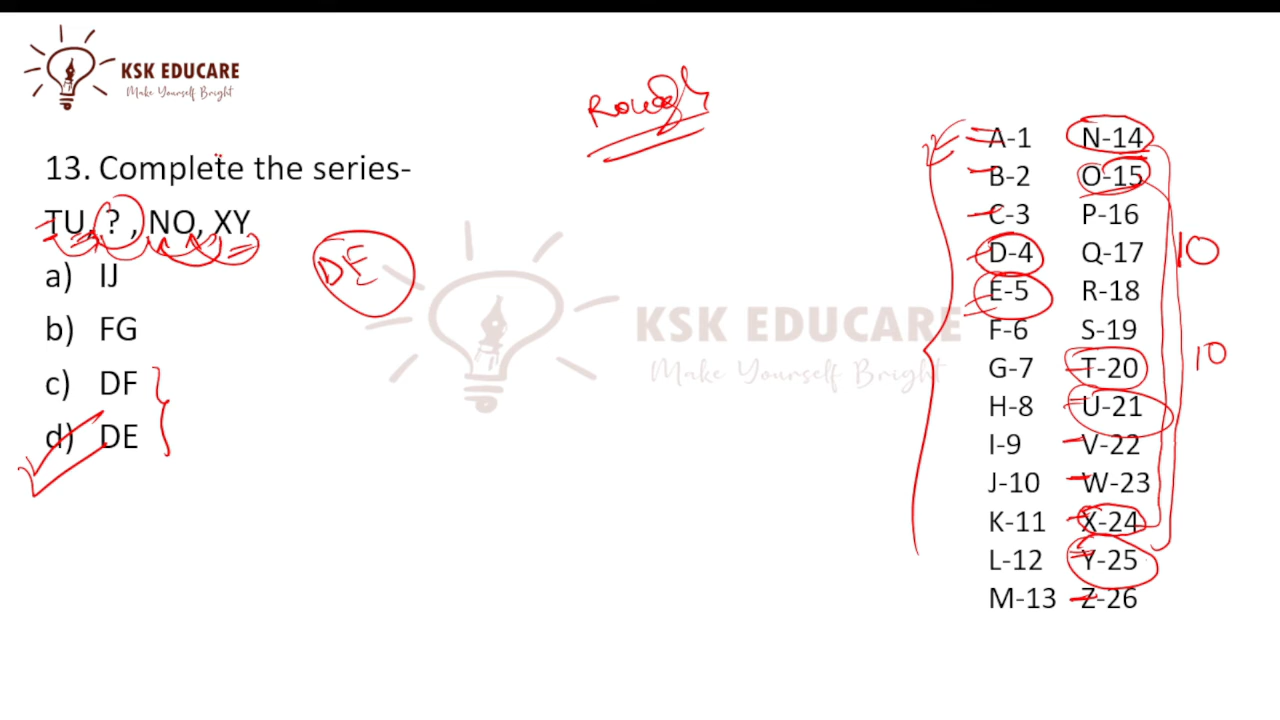 KSK EDUCARE
Make Yourself Bright
Rough
13. Complete the series-
TU, ? , NO, XY
a) IJ
b) FG
c) DF
d) DE
DE
KSK EDUCARE
Make Yourself Bright
A-1 N-14
B-2 O-15
C-3 P-16
D-4 Q-17
E-5 R-18
F-6 S-19
G-7 T-20
H-8 U-21
I-9 V-22
J-10 W-23
K-11 X-24
L-12 Y-25
M-13 Z-26
10
10